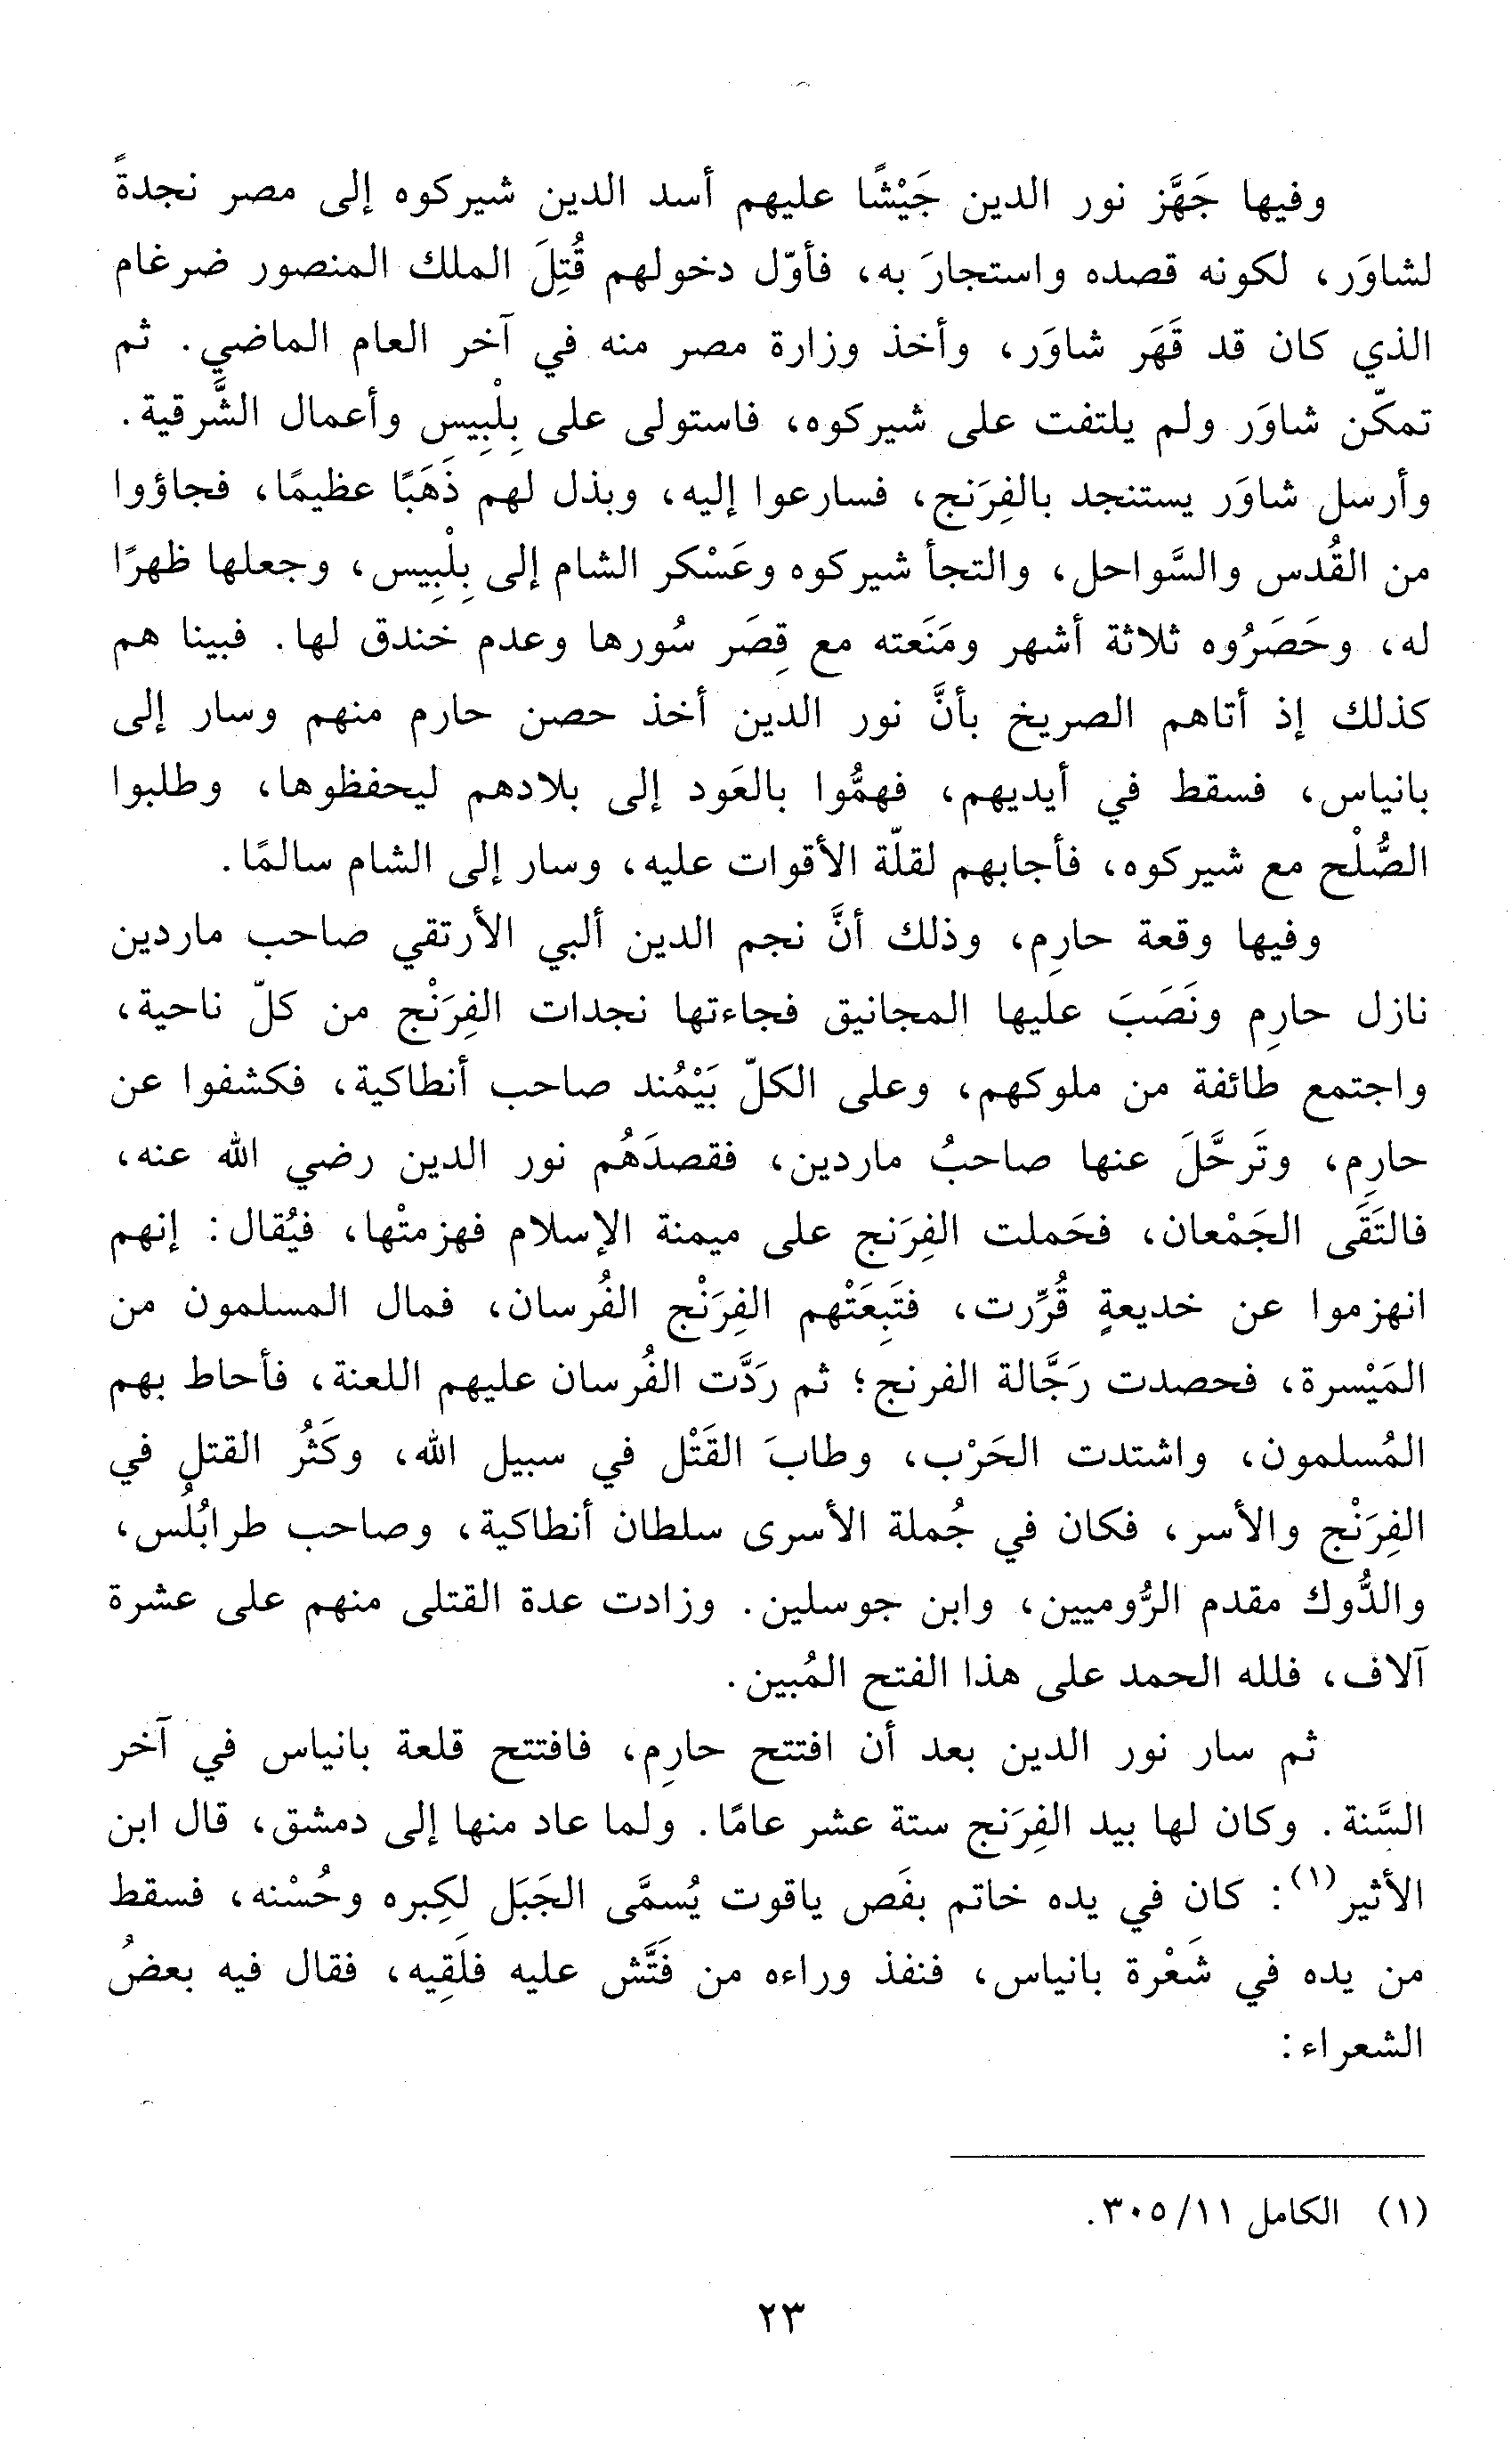 وفيها جَهَّز نور الدين جَيْشًا عليهم أسد الدين شيركوه إلى مصر نجدةً
لشاوَر، لكونه قصده واستجارَ به، فأوّل دخولهم قُتِلَ الملك المنصور ضرغام
الذي كان قد قَهَر شاوَر، وأخذ وزارة مصر منه في آخر العام الماضي. ثم
تمكّن شاوَر ولم يلتفت على شيركوه، فاستولى على بِلْبِيس وأعمال الشَّرقية.
وأرسل شاوَر يستنجد بالفِرَنج، فسارعوا إليه، وبذل لهم ذَهَبًا عظيمًا، فجاؤوا
من القُدس والسَّواحل، والتجأ شيركوه وعَسْكر الشام إلى بِلْبِيس، وجعلها ظهرًا
له، وحَصَرُوه ثلاثة أشهر ومَنَعته مع قِصَر سُورها وعدم خندق لها. فبينا هم
كذلك إذ أتاهم الصريخ بأنَّ نور الدين أخذ حصن حارم منهم وسار إلى
بانياس، فسقط في أيديهم، فهمُّوا بالعَود إلى بلادهم ليحفظوها، وطلبوا
الصُّلْح مع شيركوه، فأجابهم لقلّة الأقوات عليه، وسار إلى الشام سالمًا.
وفيها وقعة حارِم، وذلك أنَّ نجم الدين ألبي الأرتقي صاحب ماردين
نازل حارِم ونَصَبَ عليها المجانيق فجاءتها نجدات الفِرَنْج من كلّ ناحية،
واجتمع طائفة من ملوكهم، وعلى الكلّ بَيْمُند صاحب أنطاكية، فكشفوا عن
حارِم، وتَرحَّلَ عنها صاحبُ ماردين، فقصدَهُم نور الدين رضي الله عنه،
فالتَقَى الجَمْعان، فحَملت الفِرَنج على ميمنة الإسلام فهزمتْها، فيُقال: إنهم
انهزموا عن خديعةٍ قُرِّرت، فتَبِعَتْهم الفِرَنْج الفُرسان، فمال المسلمون من
المَيْسرة، فحصدت رَجَّالة الفرنج؛ ثم ردَّت الفُرسان عليهم اللعنة، فأحاط بهم
المُسلمون، واشتدت الحَرْب، وطابَ القَتْل في سبيل الله، وكَثُر القتل في
الفِرَنْج والأسر، فكان في جُملة الأسرى سلطان أنطاكية، وصاحب طرابُلُس،
والدُّوك مقدم الرُّوميين، وابن جوسلين. وزادت عدة القتلى منهم على عشرة
آلاف، فلله الحمد على هذا الفتح المُبين.
ثم سار نور الدين بعد أن افتتح حارِم، فافتتح قلعة بانياس في آخر
السَّنة. وكان لها بيد الفِرَنج ستة عشر عامًا. ولما عاد منها إلى دمشق، قال ابن
الأثير(١): كان في يده خاتم بفَص ياقوت يُسمَّى الجَبَل لكِبره وحُسْنه، فسقط
من يده في شَعْرة بانياس، فنفذ وراءه من فتَّش عليه فلَقِيه، فقال فيه بعضُ
الشعراء:
(١) الكامل ١١/ ٣٠٥.
٢٣